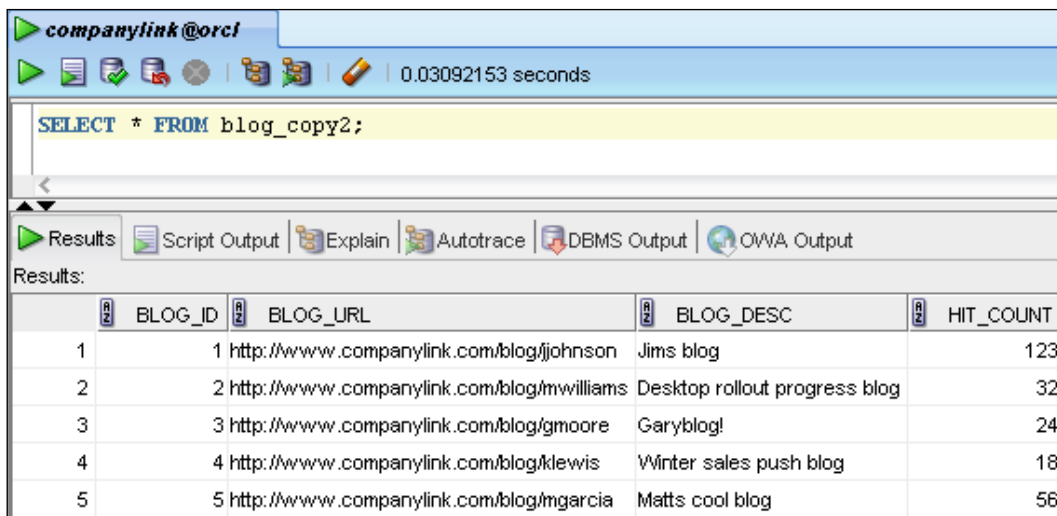 companylink@orcl
0.03092153 seconds
SELECT * FROM blog_copy2;
Results Script Output Explain Autotrace DBMS Output OWA Output
Results:
BLOG_ID BLOG_URL BLOG_DESC HIT_COUNT
1 1 http://www.companylink.com/blog/jjohnson Jims blog 123
2 2 http://www.companylink.com/blog/mwilliams Desktop rollout progress blog 32
3 3 http://www.companylink.com/blog/gmoore Garyblog! 24
4 4 http://www.companylink.com/blog/klewis Winter sales push blog 18
5 5 http://www.companylink.com/blog/mgarcia Matts cool blog 56